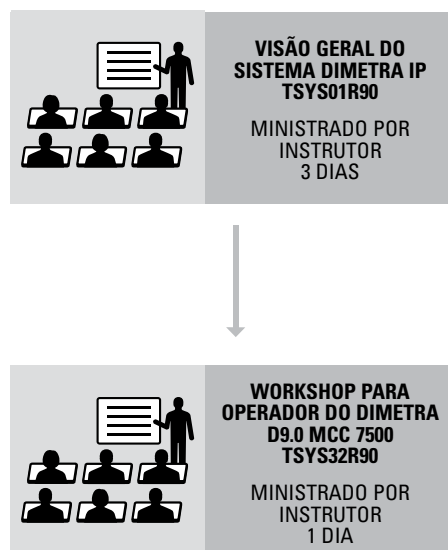 VISÃO GERAL DO
SISTEMA DIMETRA IP
TSYS01R90
MINISTRADO POR
INSTRUTOR
3 DIAS
WORKSHOP PARA
OPERADOR DO DIMETRA
D9.0 MCC 7500
TSYS32R90
MINISTRADO POR
INSTRUTOR
1 DIA